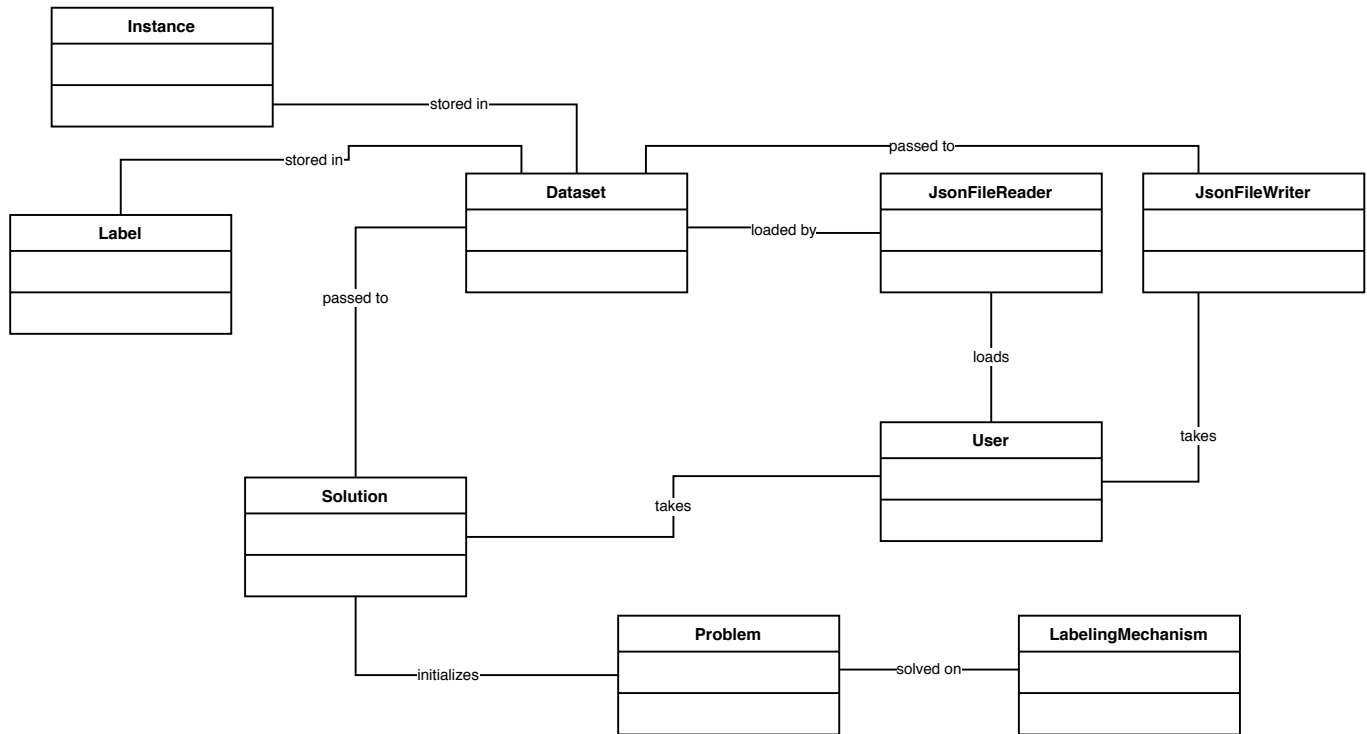 Instance
stored in
stored in
passed to
Dataset
JsonFileReader
JsonFileWriter
Label
loaded by
passed to
loads
User
takes
Solution
takes
Problem
LabelingMechanism
initializes
solved on